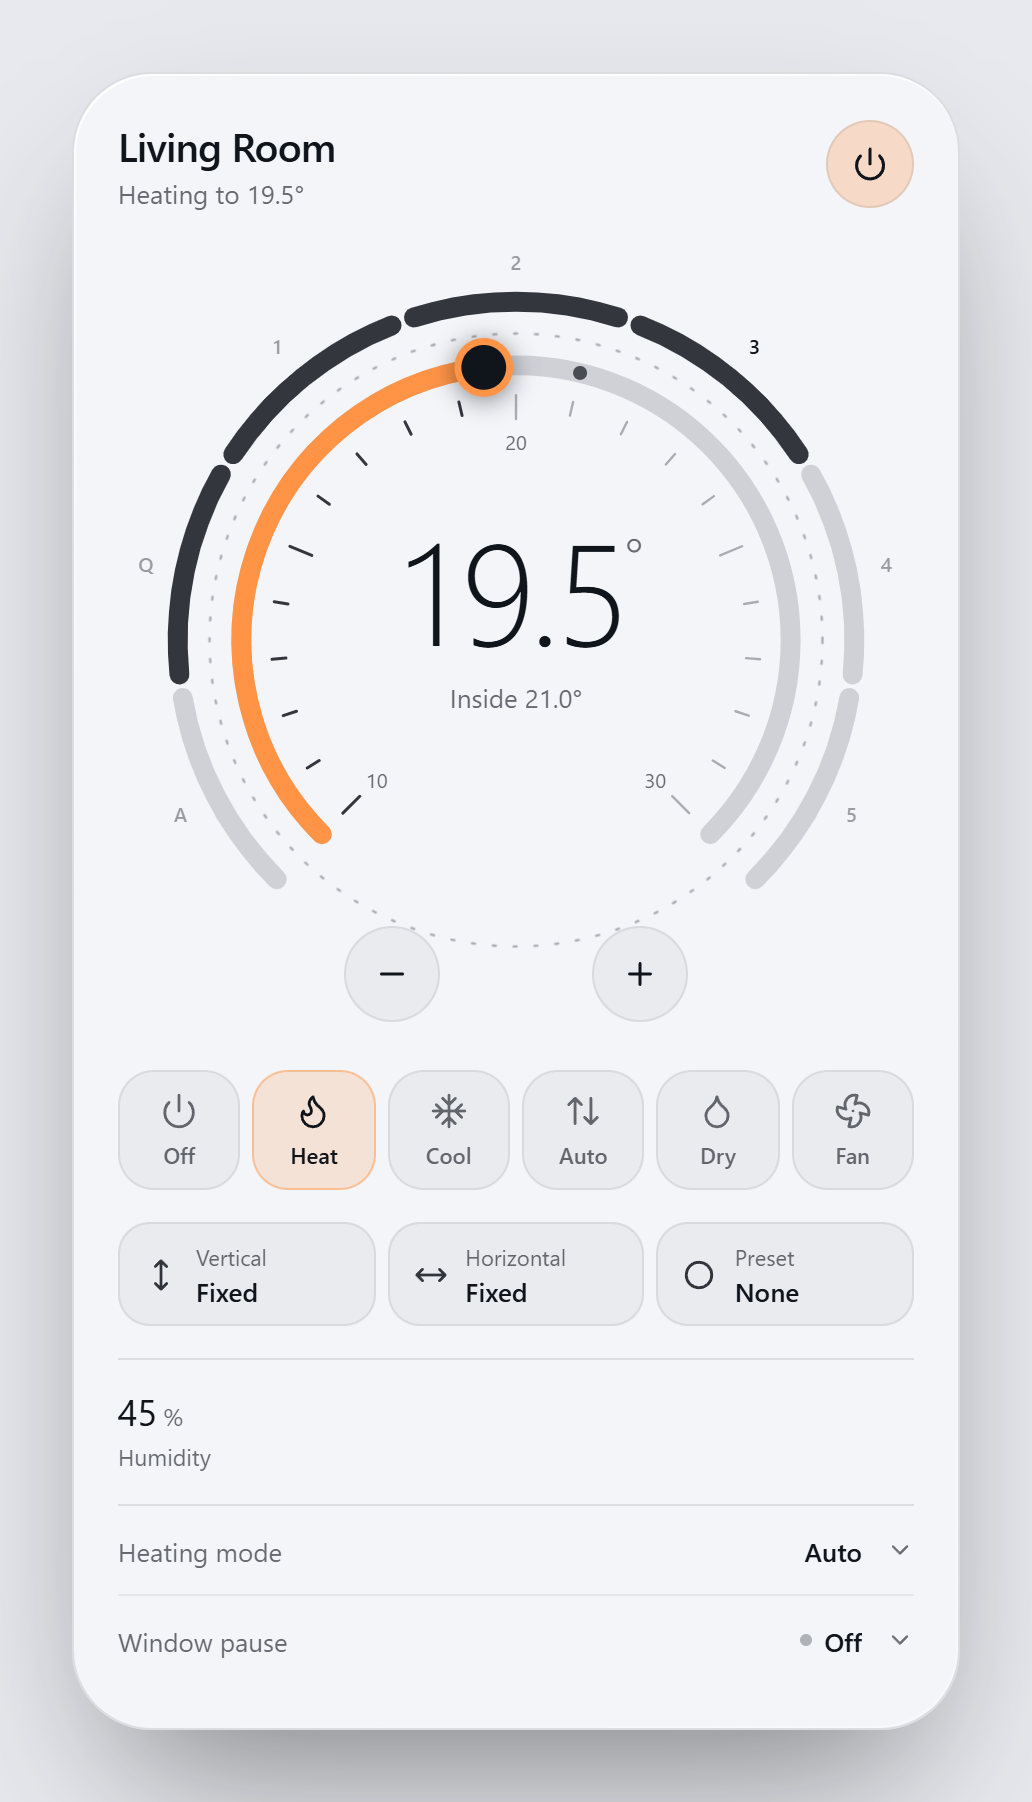 Living Room
Heating to 19.5°
2
1
3
20
Q
4
19.5°
Inside 21.0°
10
30
A
5
Off
Heat
Cool
Auto
Dry
Fan
Vertical
Fixed
Horizontal
Fixed
Preset
None
45 %
Humidity
Heating mode
Auto
Window pause
Off